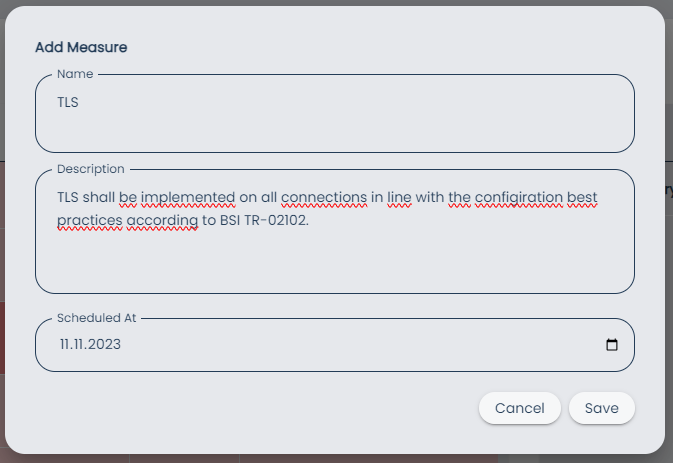 Add Measure
Name
TLS
Description
TLS shall be implemented on all connections in line with the configiration best
practices according to BSI TR-02102.
Scheduled At
11.11.2023
Cancel Save